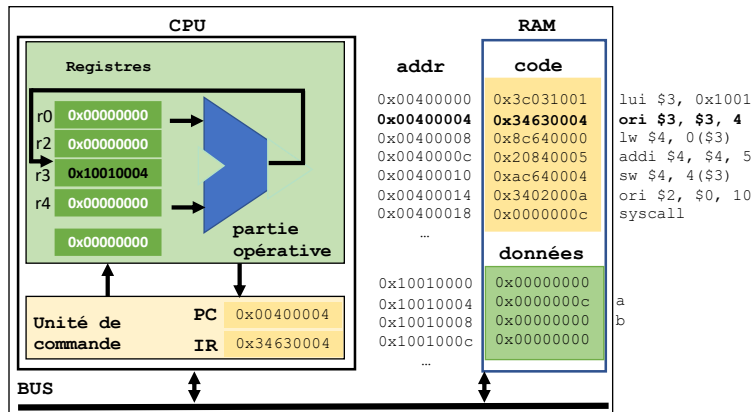 CPU
RAM
Registres
addr
code
r0 0x00000000
r2 0x00000000
r3 0x10010004
r4 0x00000000
0x00000000
partie
opérative
0x00400000 0x3c031001 lui $3, 0x1001
0x00400004 0x34630004 ori $3, $3, 4
0x00400008 0x8c640000 lw $4, 0($3)
0x0040000c 0x20840005 addi $4, $4, 5
0x00400010 0xac640004 sw $4, 4($3)
0x00400014 0x3402000a ori $2, $0, 10
0x00400018 0x0000000c syscall
…
données
0x10010000 0x00000000
0x10010004 0x0000000c a
0x10010008 0x00000000 b
0x1001000c 0x00000000
…
Unité de
commande
PC 0x00400004
IR 0x34630004
BUS